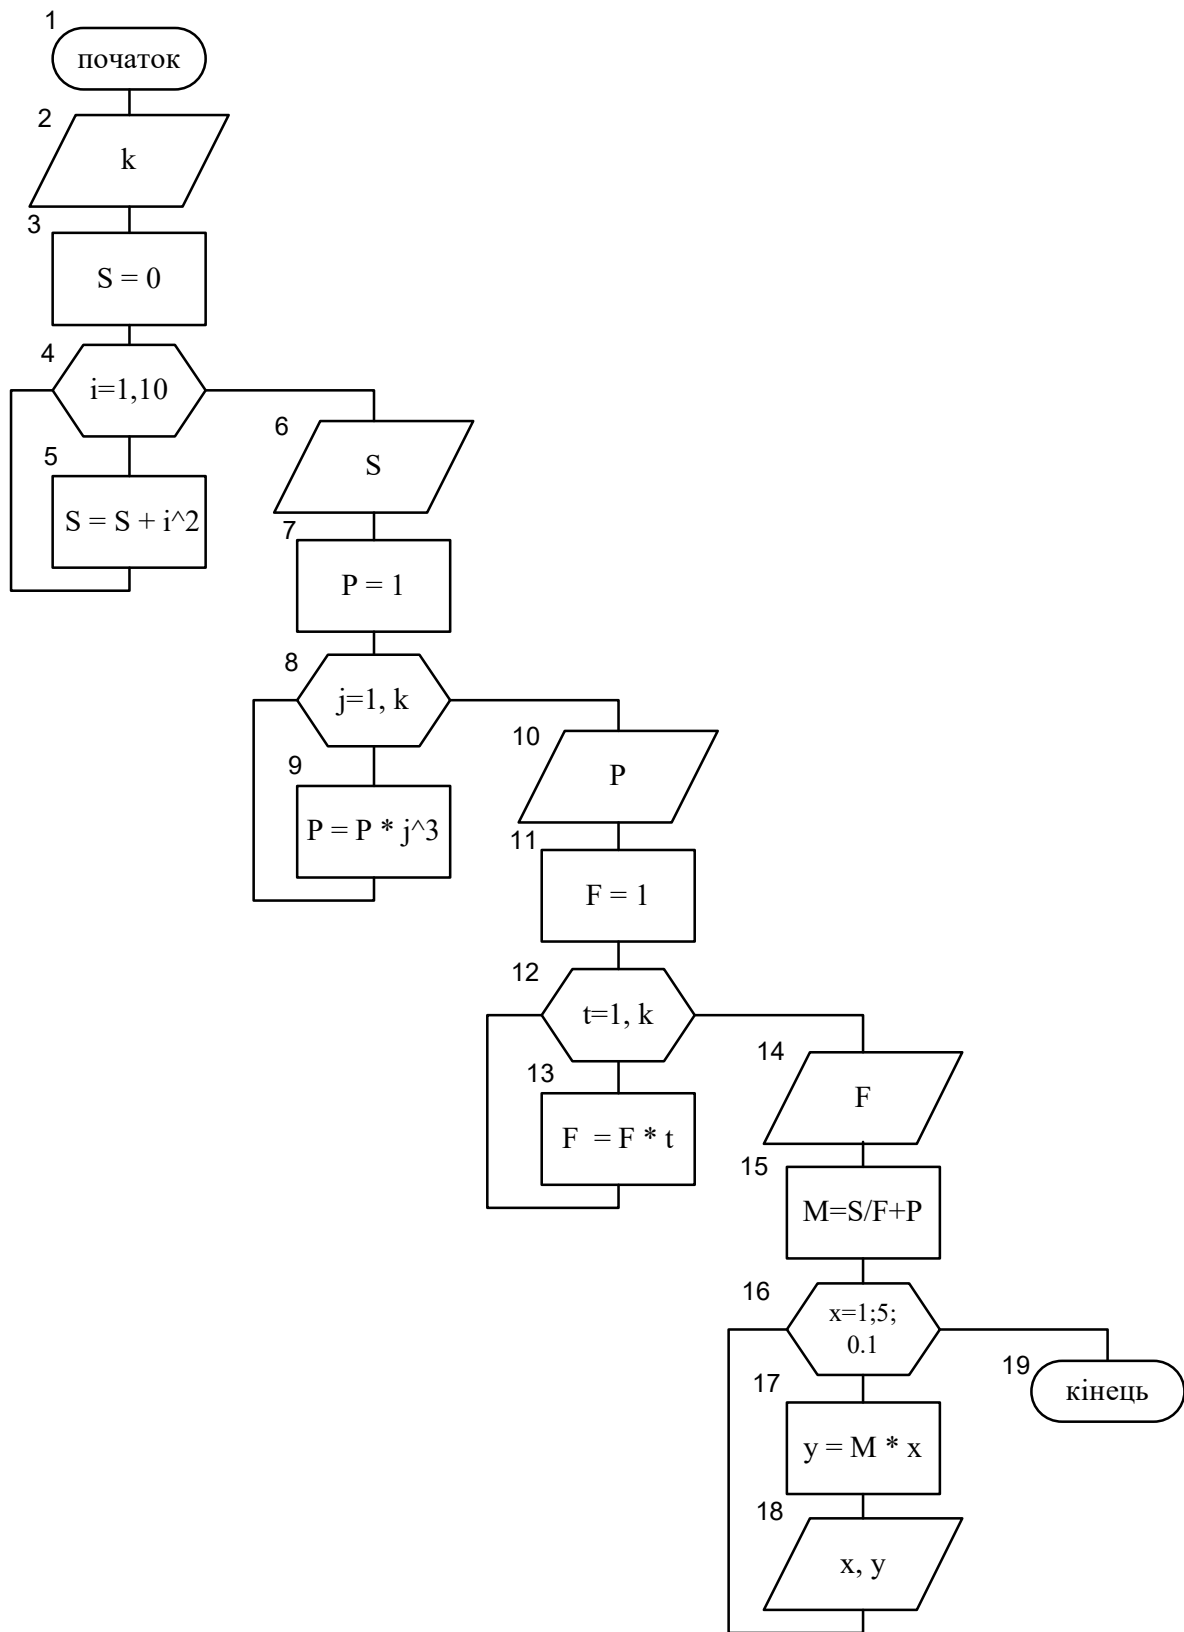 1
початок
2
k
3
S = 0
4
i=1,10
5
S = S + i^2
6
S
7
P = 1
8
j=1, k
9
P = P * j^3
10
P
11
F = 1
12
t=1, k
13
F  = F * t
14
F
15
M=S/F+P
16
x=1;5;
0.1
17
y = M * x
18
x, y
19
кінець